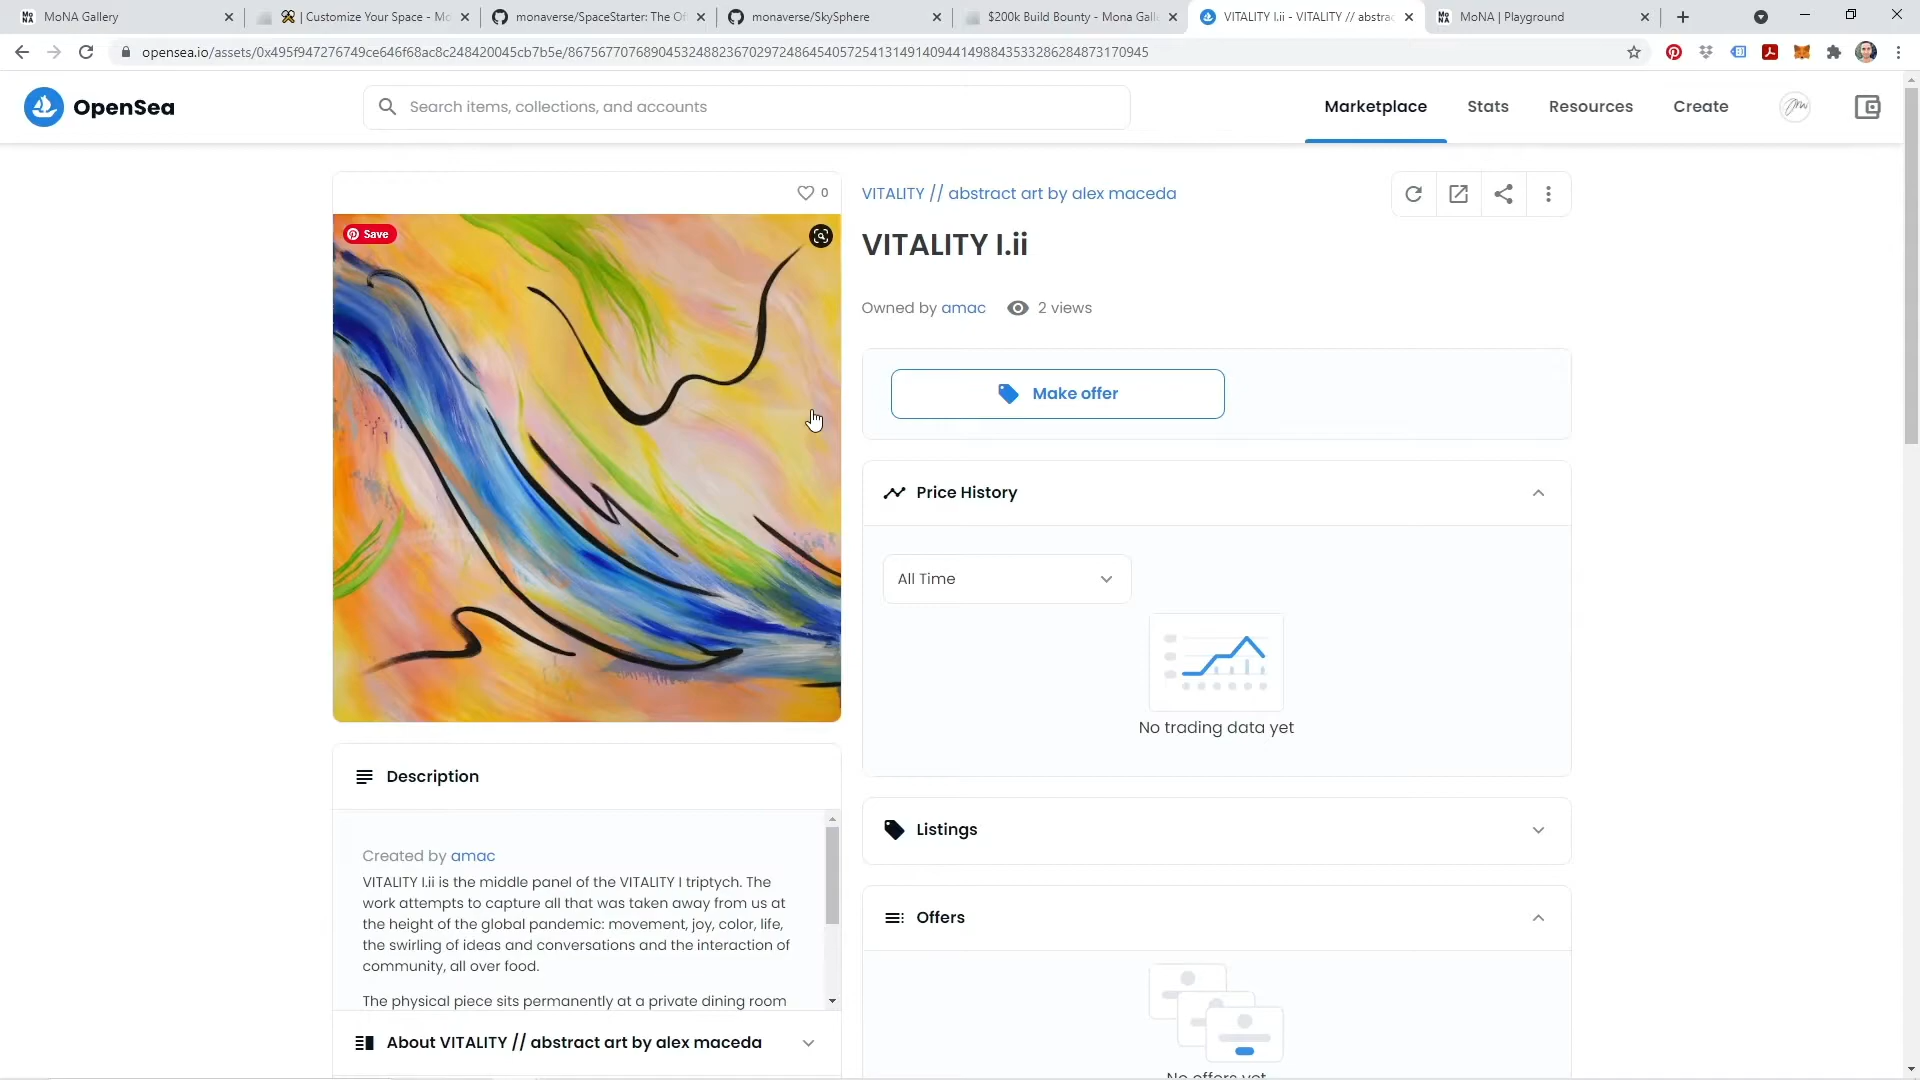 MoNA Gallery
| Customize Your Space - Mo
monaverse/SpaceStarter: The Of
monaverse/SkySphere
$200k Build Bounty - Mona Gall
VITALITY I.ii - VITALITY // abstrac
MoNA | Playground
opensea.io/assets/0x495f947276749ce646f68ac8c248420045cb7b5e/86756770768904532488236702972486454057254131491409441498843533286284873170945
OpenSea
Search items, collections, and accounts
Marketplace
Stats
Resources
Create
0
Save
VITALITY // abstract art by alex maceda
VITALITY I.ii
Owned by amac
2 views
Make offer
Price History
All Time
No trading data yet
Description
Created by amac
VITALITY I.ii is the middle panel of the VITALITY I triptych. The
work attempts to capture all that was taken away from us at
the height of the global pandemic: movement, joy, color, life,
the swirling of ideas and conversations and the interaction of
community, all over food.
The physical piece sits permanently at a private dining room
About VITALITY // abstract art by alex maceda
Listings
Offers
No offers yet